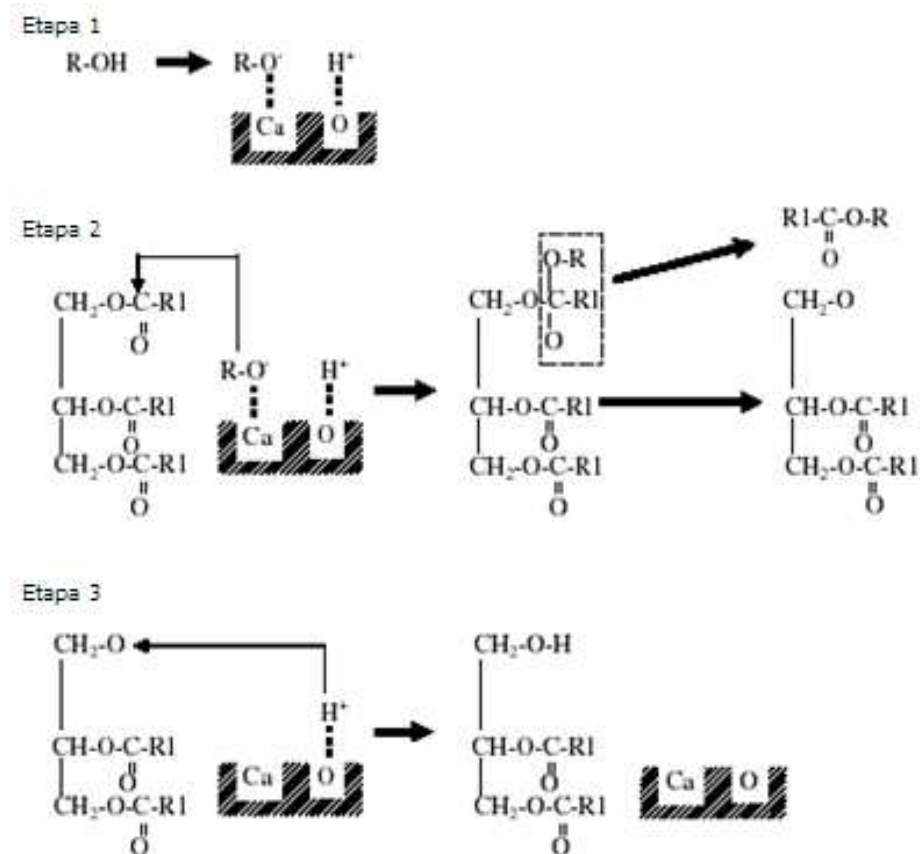 Etapa 1
R-OH R-O⁻ H⁺
Ca O
Etapa 2
R1-C-O-R
O
O-R
CH₂-O-C-R1 CH₂-O-C-R1 CH₂-O
O O
R-O⁻ H⁺
CH-O-C-R1 Ca O CH-O-C-R1 CH-O-C-R1
O O O
CH₂-O-C-R1 CH₂-O-C-R1 CH₂-O-C-R1
O O O
Etapa 3
CH₂-O CH₂-O-H
H⁺
CH-O-C-R1 Ca O CH-O-C-R1 Ca O
O O
CH₂-O-C-R1 CH₂-O-C-R1
O O